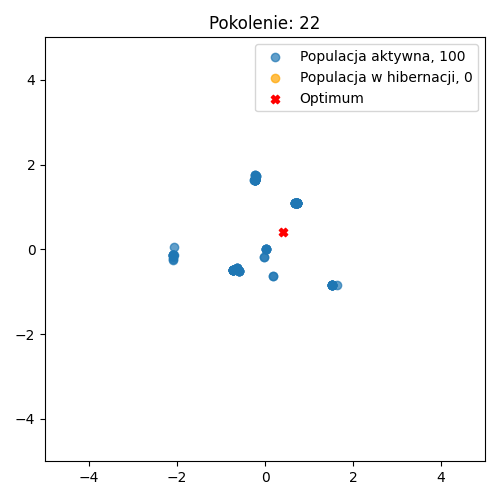 Pokolenie: 22
Populacja aktywna, 100
Populacja w hibernacji, 0
Optimum
4
2
0
−2
−4
−4 −2 0 2 4